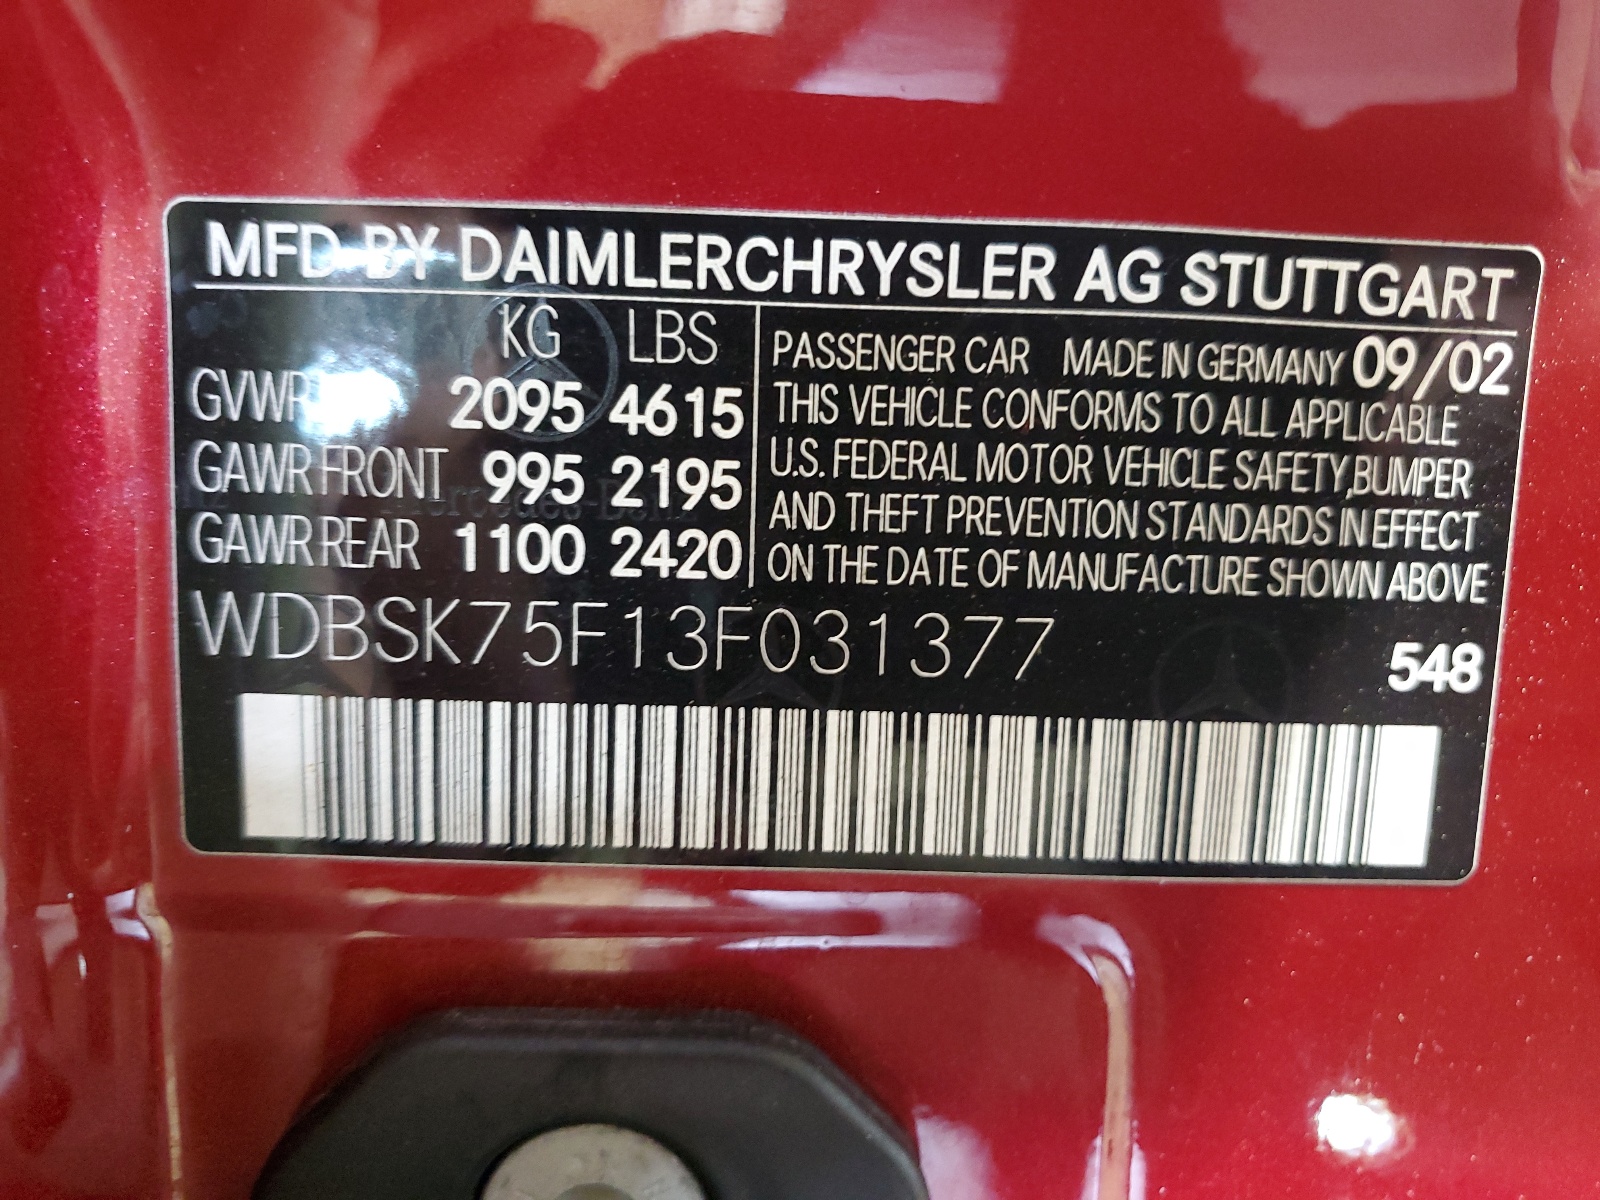 MFD BY DAIMLERCHRYSLER AG STUTTGART
KG LBS
GVWR 2095 4615
GAWR FRONT 995 2195
GAWR REAR 1100 2420
PASSENGER CAR MADE IN GERMANY 09/02
THIS VEHICLE CONFORMS TO ALL APPLICABLE
U.S. FEDERAL MOTOR VEHICLE SAFETY,BUMPER
AND THEFT PREVENTION STANDARDS IN EFFECT
ON THE DATE OF MANUFACTURE SHOWN ABOVE
WDBSK75F13F031377
548
Mercedes-Benz